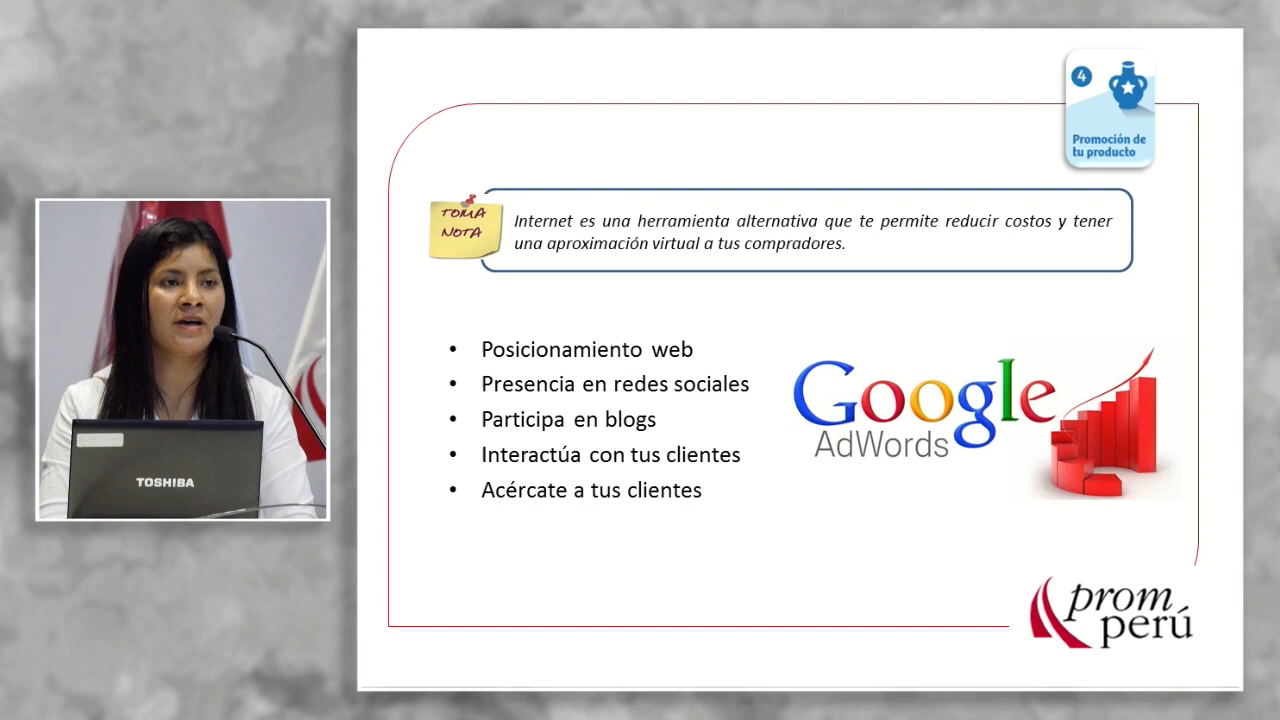 4
Promoción de
tu producto
TOMA
NOTA
Internet es una herramienta alternativa que te permite reducir costos y tener
una aproximación virtual a tus compradores.
• Posicionamiento web
• Presencia en redes sociales
• Participa en blogs
• Interactúa con tus clientes
• Acércate a tus clientes
Google
AdWords
TOSHIBA
prom
perú